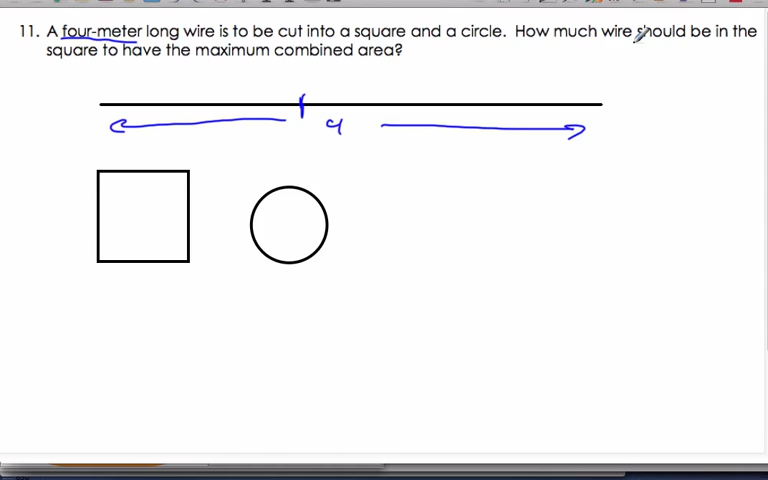 11. A four-meter long wire is to be cut into a square and a circle. How much wire should be in the
square to have the maximum combined area?
4